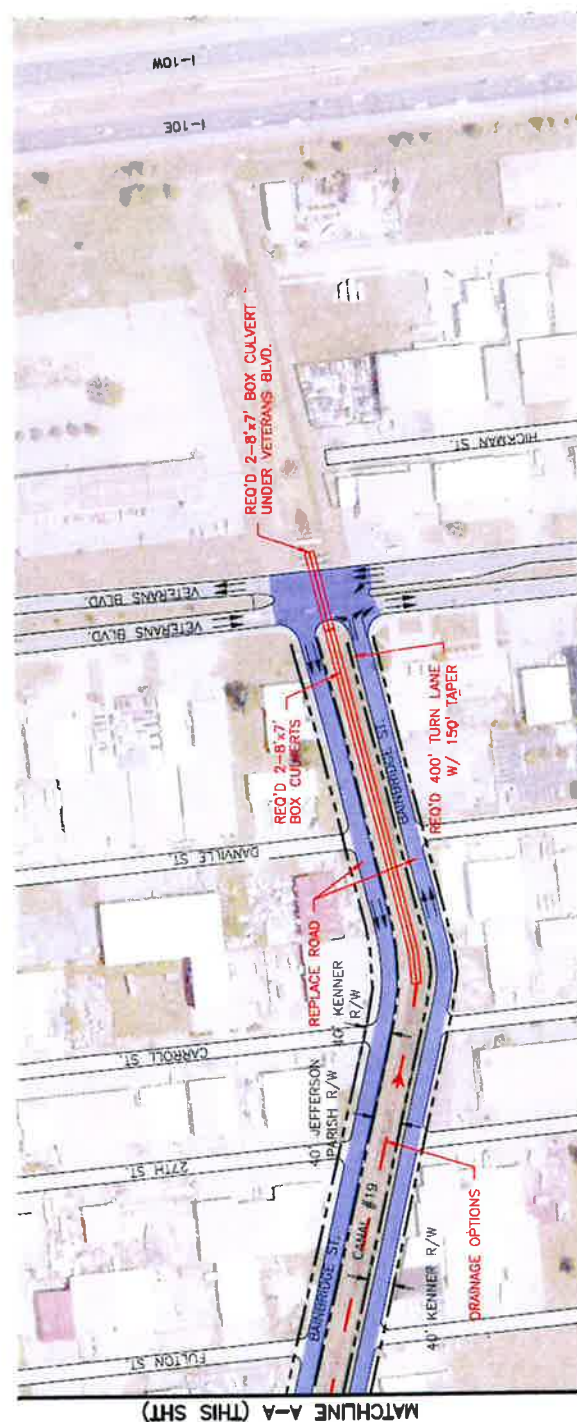 I-10W
I-10E
REQ'D 2-8'x7' BOX CULVERT
UNDER VETERANS BLVD.
HICKMAN ST.
VETERANS BLVD.
VETERANS BLVD.
REQ'D 2-8'x7'
BOX CULVERTS
BAINBRIDGE ST.
REQ'D 400' TURN LANE
W/ 150' TAPER
DANVILLE ST.
REPLACE ROAD
40' KENNER
R/W
CARROLL ST.
40' JEFFERSON
PARISH R/W
27TH ST.
CANAL #19
DRAINAGE OPTIONS
BAINBRIDGE ST.
40' KENNER R/W
FULTON ST.
MATCHLINE A-A (THIS SHT)